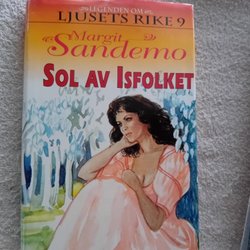 LEGENDEN OM
LJUSETS RIKE 9
Margit
Sandemo
SOL AV ISFOLKET